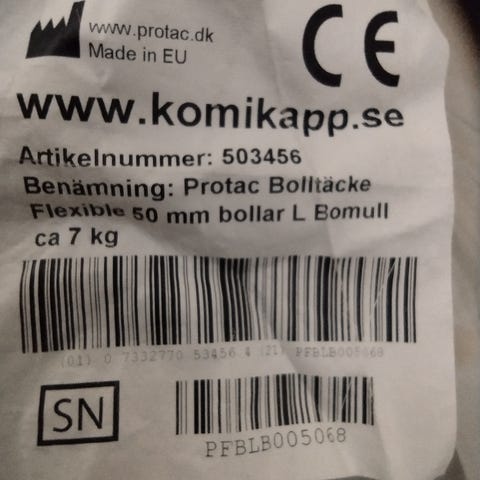 www.protac.dk
Made in EU
CE
www.komikapp.se
Artikelnummer: 503456
Benämning: Protac Bolltäcke
Flexible 50 mm bollar L Bomull
ca 7 kg
(01) 0 7332770 53456 4 (21) PFBLB005068
SN
PFBLB005068